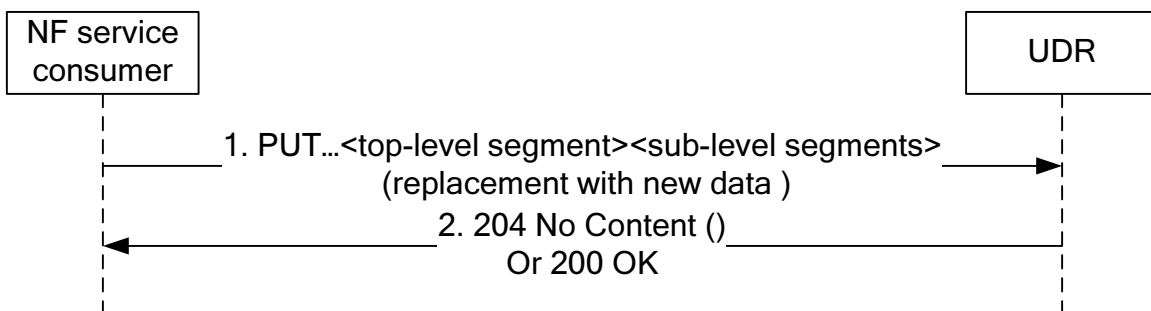 NF service
consumer
UDR
1. PUT…<top-level segment><sub-level segments>
(replacement with new data )
2. 204 No Content ()
Or 200 OK